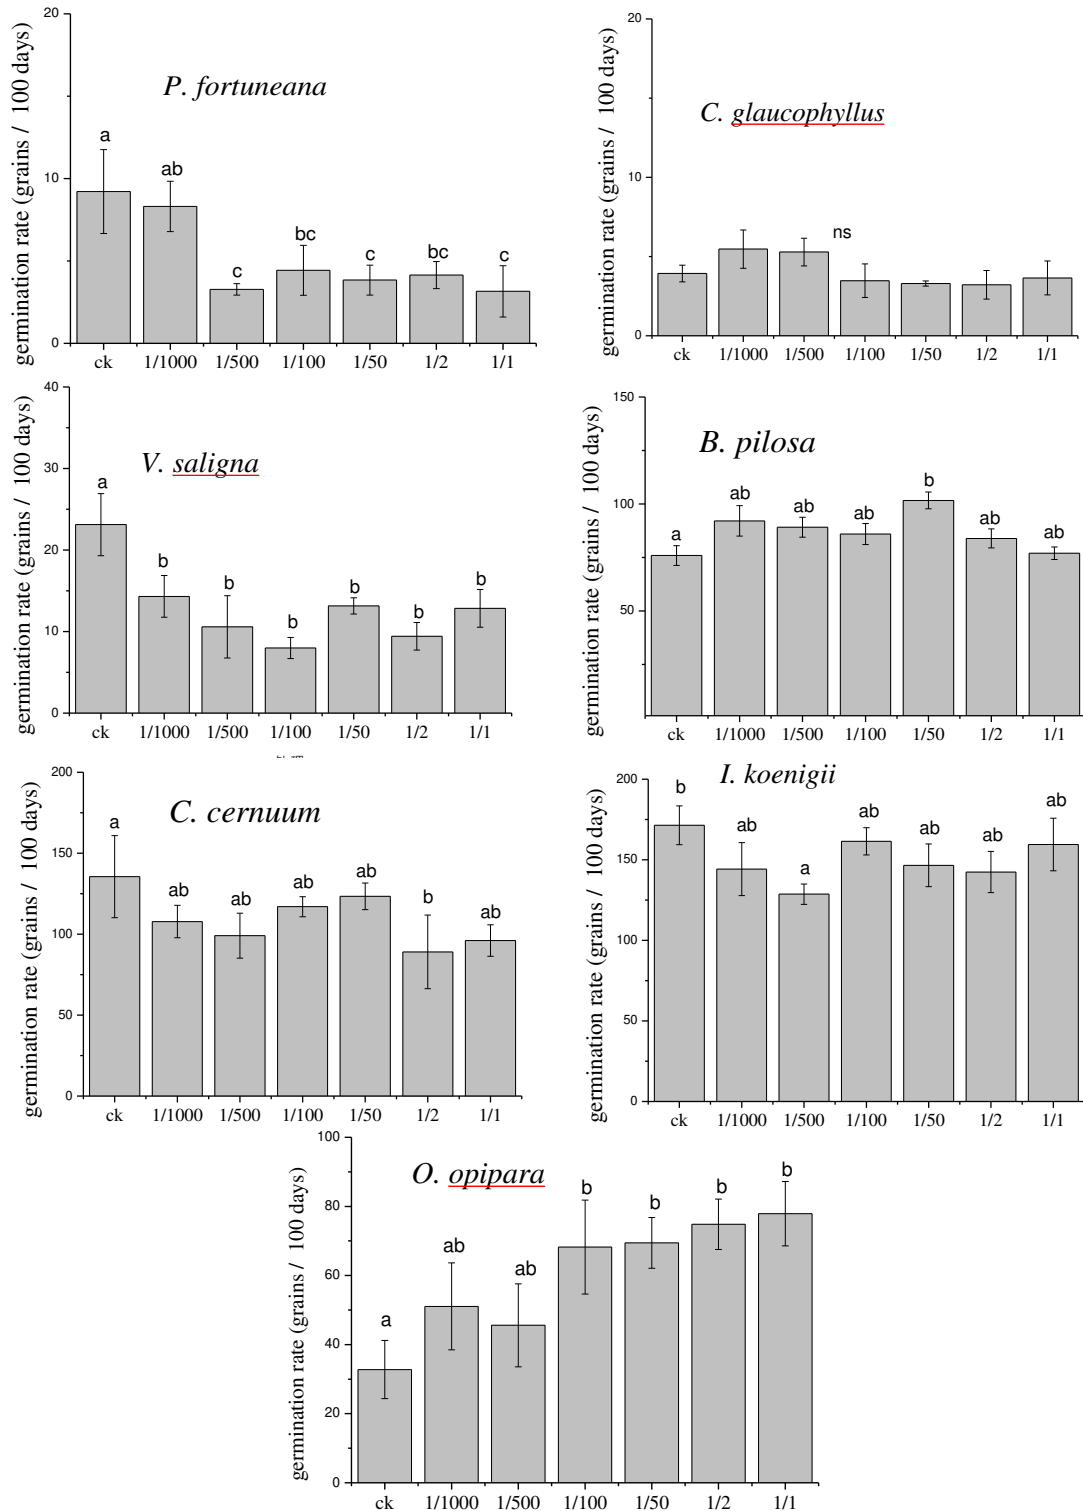 P. fortuneana
germination rate (grains / 100 days)
20
10
0
a
ab
c
bc
c
bc
c
ck 1/1000 1/500 1/100 1/50 1/2 1/1
C. glaucophyllus
germination rate (grains / 100 days)
20
10
0
ns
ck 1/1000 1/500 1/100 1/50 1/2 1/1
V. saligna
germination rate (grains / 100 days)
40
30
20
10
0
a
b
b
b
b
b
b
ck 1/1000 1/500 1/100 1/50 1/2 1/1
B. pilosa
germination rate (grains / 100 days)
150
100
50
a
ab
ab
ab
b
ab
ab
ck 1/1000 1/500 1/100 1/50 1/2 1/1
C. cernuum
germination rate (grains / 100 days)
200
150
100
50
0
a
ab
ab
ab
ab
b
ab
ck 1/1000 1/500 1/100 1/50 1/2 1/1
I. koenigii
germination rate (grains / 100 days)
200
150
100
50
0
b
ab
a
ab
ab
ab
ab
ck 1/1000 1/500 1/100 1/50 1/2 1/1
O. opipara
germination rate (grains / 100 days)
100
80
60
40
20
0
a
ab
ab
b
b
b
b
ck 1/1000 1/500 1/100 1/50 1/2 1/1